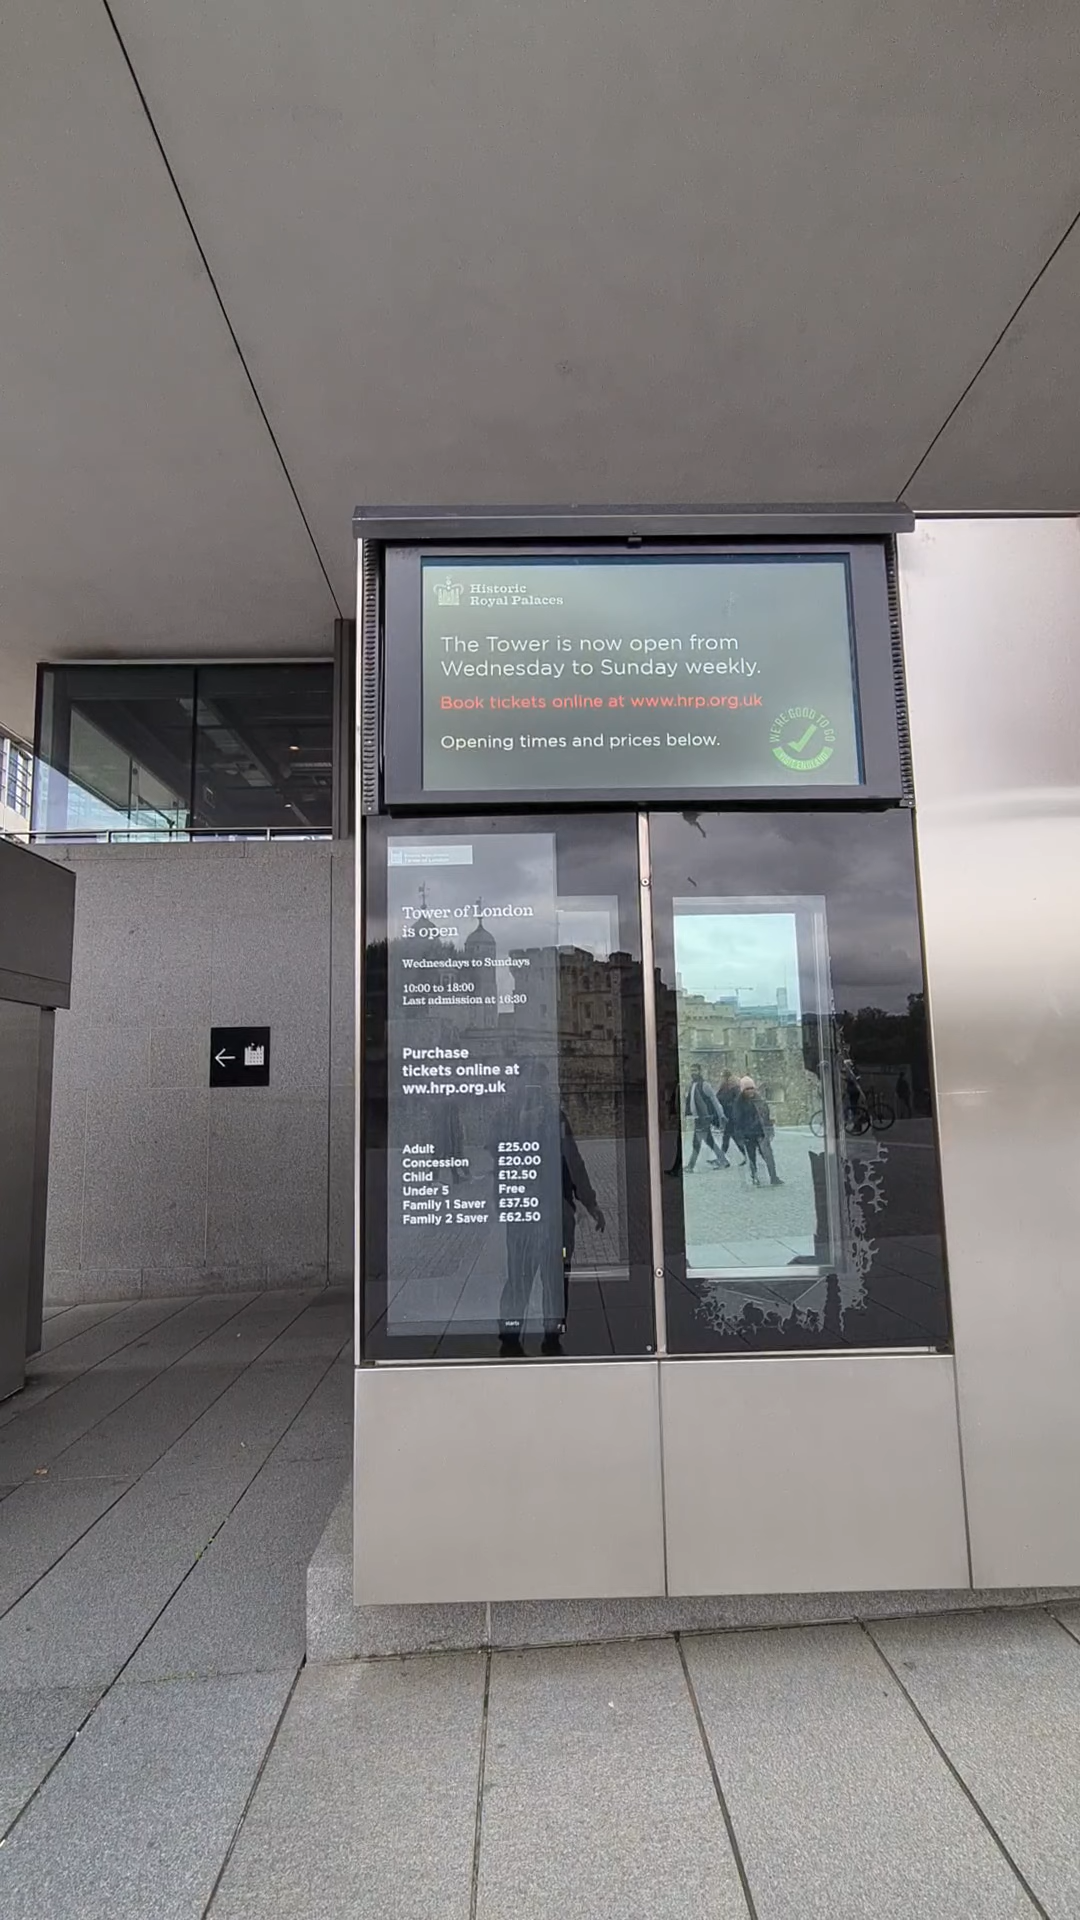 Historic
Royal Palaces
The Tower is now open from
Wednesday to Sunday weekly.
Book tickets online at www.hrp.org.uk
WE'RE GOOD TO GO
Opening times and prices below.
Tower of London
is open
Wednesdays to Sundays
10:00 to 18:00
Last admission at 16:30
Purchase
tickets online at
ww.hrp.org.uk
Adult £25.00
Concession £20.00
Child £12.50
Under 5 Free
Family 1 Saver £37.50
Family 2 Saver £62.50